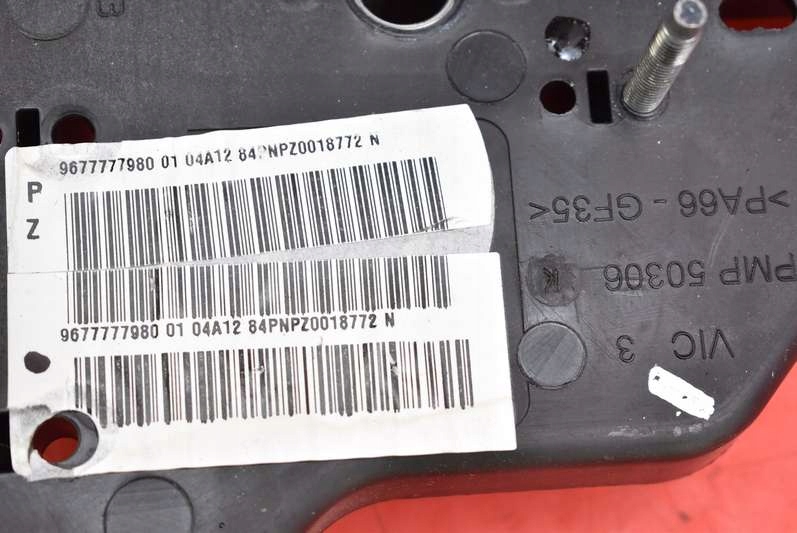 9677777980 01 04A12 84PNPZ0018772 N
P
Z
9677777980 01 04A12 84PNPZ0018772 N
>PA66 - GF35<
PMP 50306
K
VIC 3